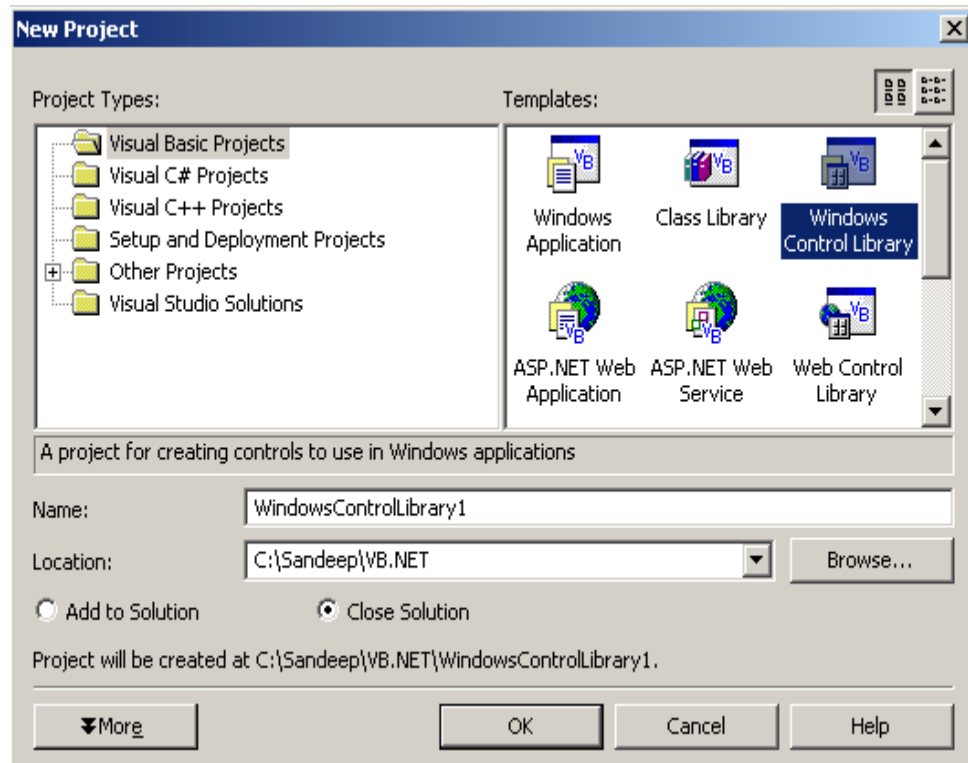 New Project
Project Types:
Templates:
Visual Basic Projects
Visual C# Projects
Visual C++ Projects
Setup and Deployment Projects
Other Projects
Visual Studio Solutions
Windows
Application
Class Library
Windows
Control Library
ASP.NET Web
Application
ASP.NET Web
Service
Web Control
Library
A project for creating controls to use in Windows applications
Name:
WindowsControlLibrary1
Location:
C:\Sandeep\VB.NET
Browse...
Add to Solution
Close Solution
Project will be created at C:\Sandeep\VB.NET\WindowsControlLibrary1.
More
OK
Cancel
Help